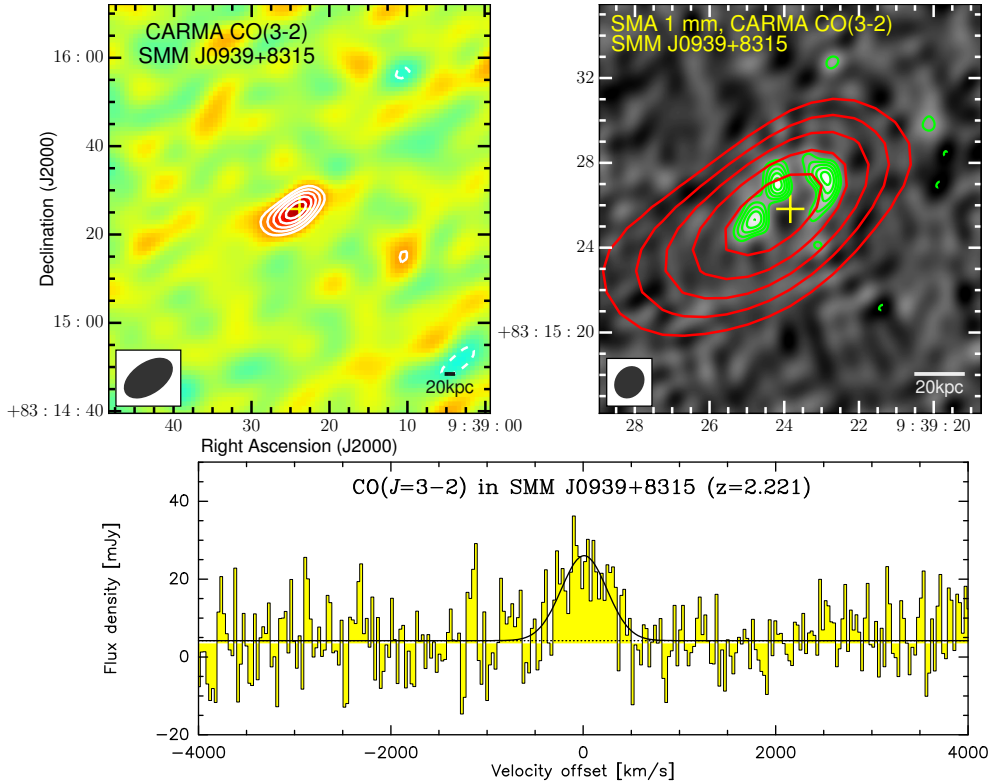 CARMA CO(3-2)
SMM J0939+8315
16 : 00
40
20
15 : 00
+83 : 14 : 40
Declination (J2000)
20kpc
40
30
20
10
9 : 39 : 00
Right Ascension (J2000)
SMA 1 mm, CARMA CO(3-2)
SMM J0939+8315
32
28
24
+83 : 15 : 20
20kpc
28
26
24
22
9 : 39 : 20
CO(J=3−2) in SMM J0939+8315 (z=2.221)
40
20
0
−20
Flux density [mJy]
−4000
−2000
0
2000
4000
Velocity offset [km/s]